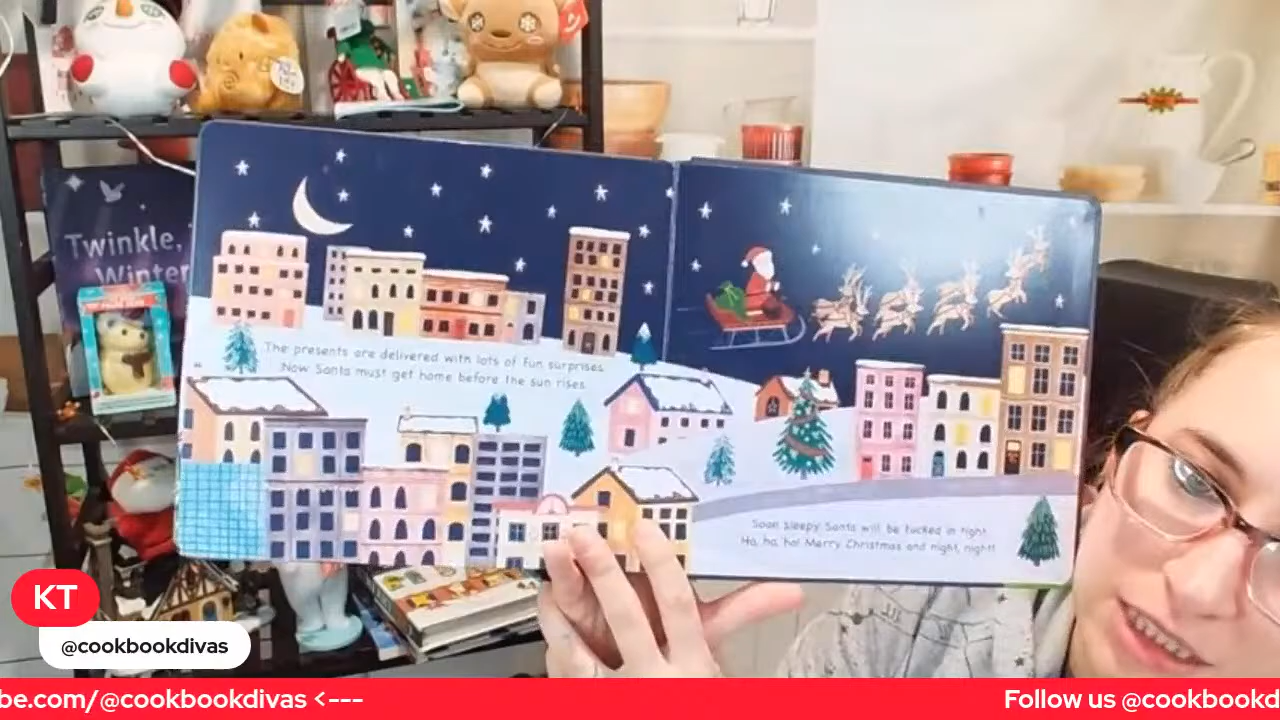 Twinkle,
Winter
The presents are delivered with lots of fun surprises.
Now Santa must get home before the sun rises.
Soon sleepy Santa will be tucked in tight.
Ho, ho, ho! Merry Christmas and night, night!
KT
@cookbookdivas
be.com/@cookbookdivas <---
Follow us @cookbookd